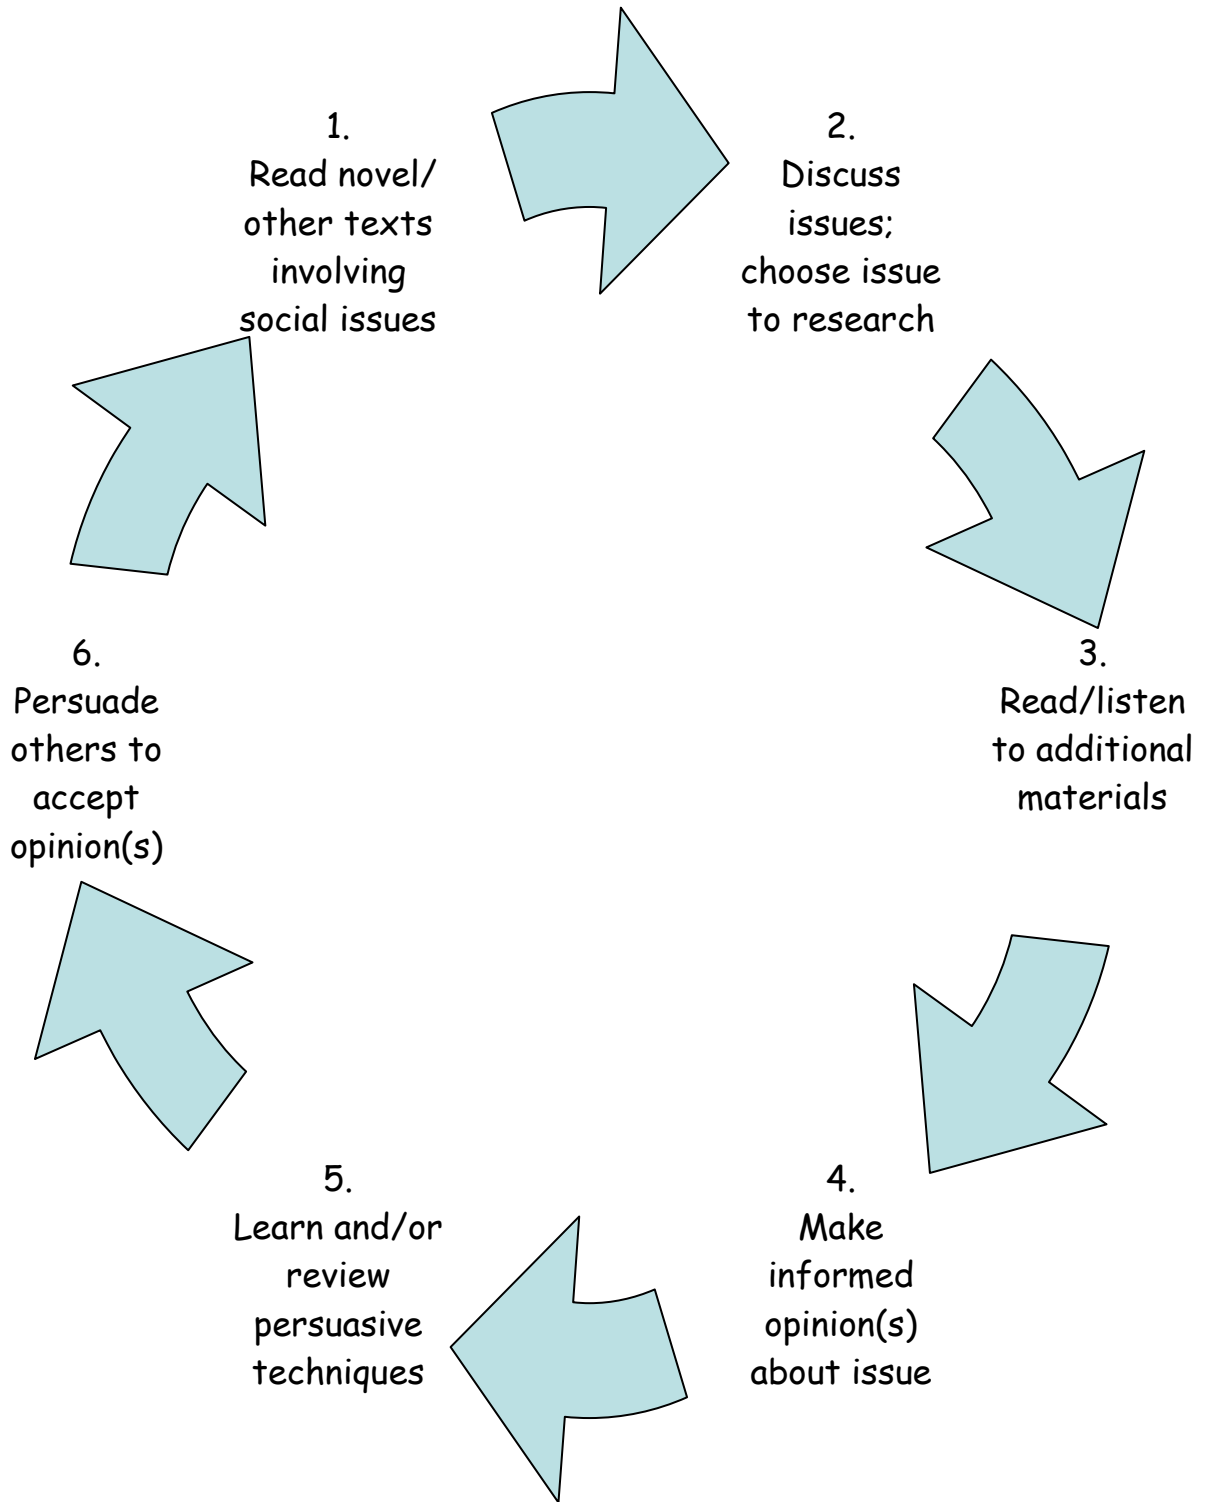 1.
Read novel/
other texts
involving
social issues
2.
Discuss
issues;
choose issue
to research
3.
Read/listen
to additional
materials
4.
Make
informed
opinion(s)
about issue
5.
Learn and/or
review
persuasive
techniques
6.
Persuade
others to
accept
opinion(s)